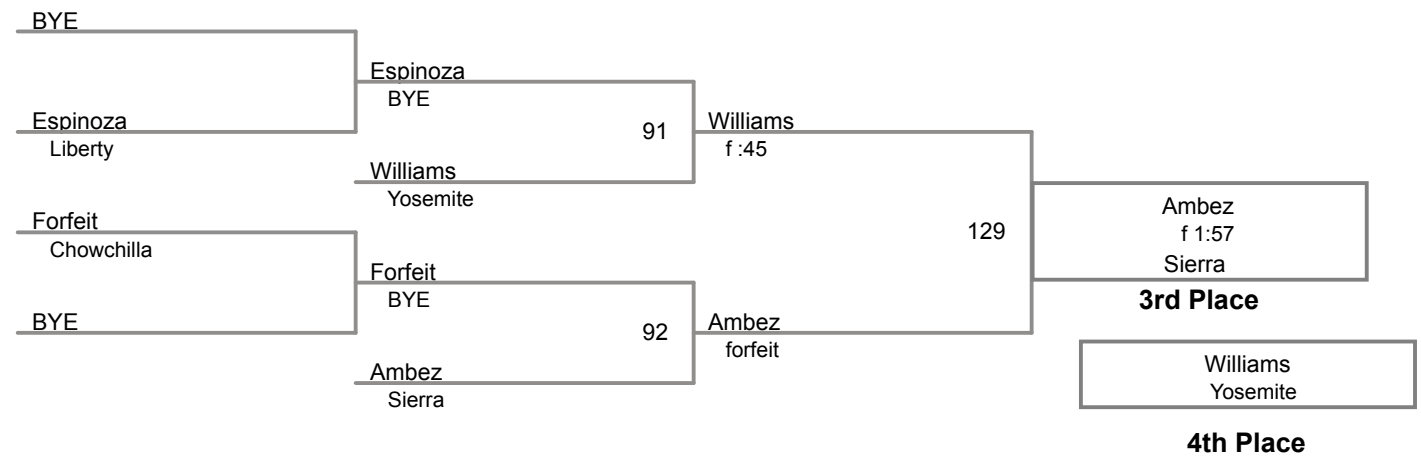 BYE
Espinoza
BYE
Espinoza
Liberty
91
Williams
f :45
Williams
Yosemite
Forfeit
Chowchilla
129
Ambez
f 1:57
Sierra
3rd Place
Forfeit
BYE
BYE
92
Ambez
forfeit
Ambez
Sierra
Williams
Yosemite
4th Place